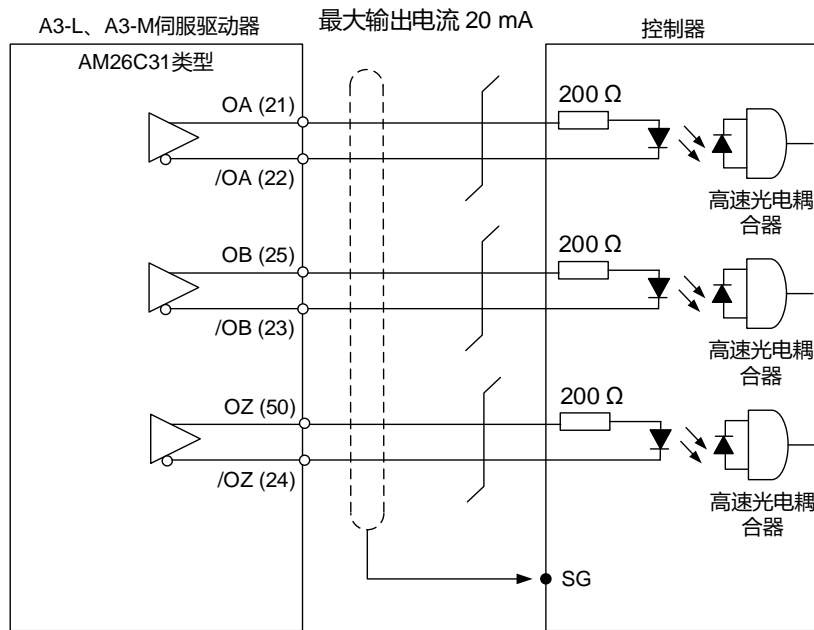 A3-L、A3-M伺服驱动器
最大输出电流 20 mA
控制器
AM26C31类型
OA (21)
200 Ω
/OA (22)
高速光电耦
合器
OB (25)
200 Ω
/OB (23)
高速光电耦
合器
OZ (50)
200 Ω
/OZ (24)
高速光电耦
合器
SG